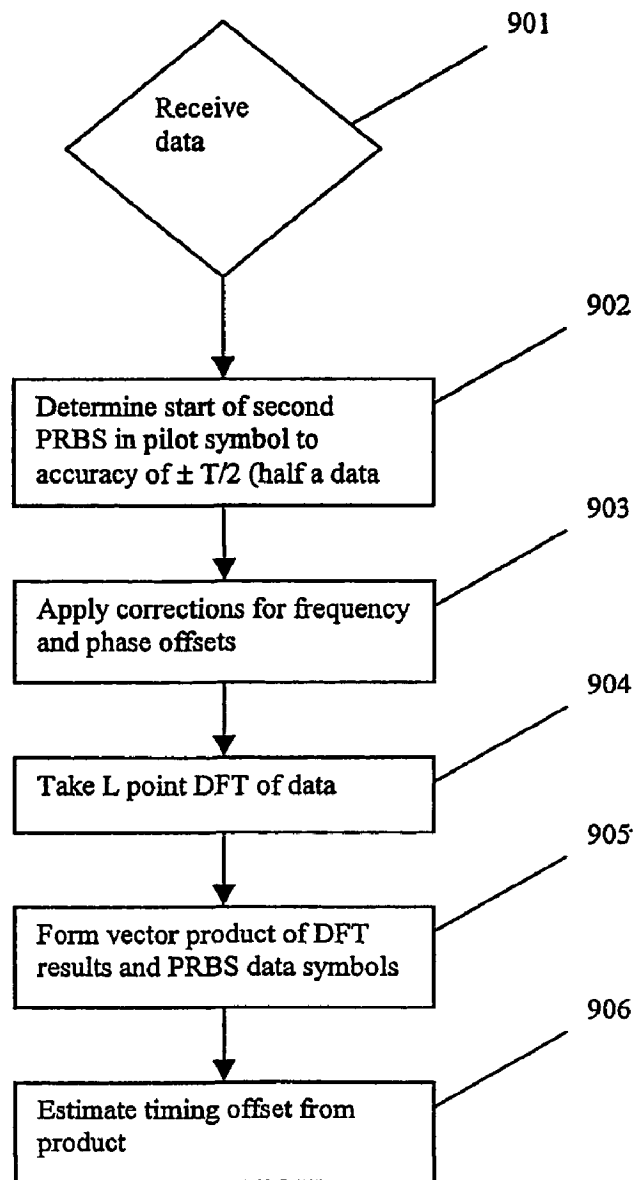 901
Receive
data
902
Determine start of second
PRBS in pilot symbol to
accuracy of ± T/2 (half a data
903
Apply corrections for frequency
and phase offsets
904
Take L point DFT of data
905
Form vector product of DFT
results and PRBS data symbols
906
Estimate timing offset from
product